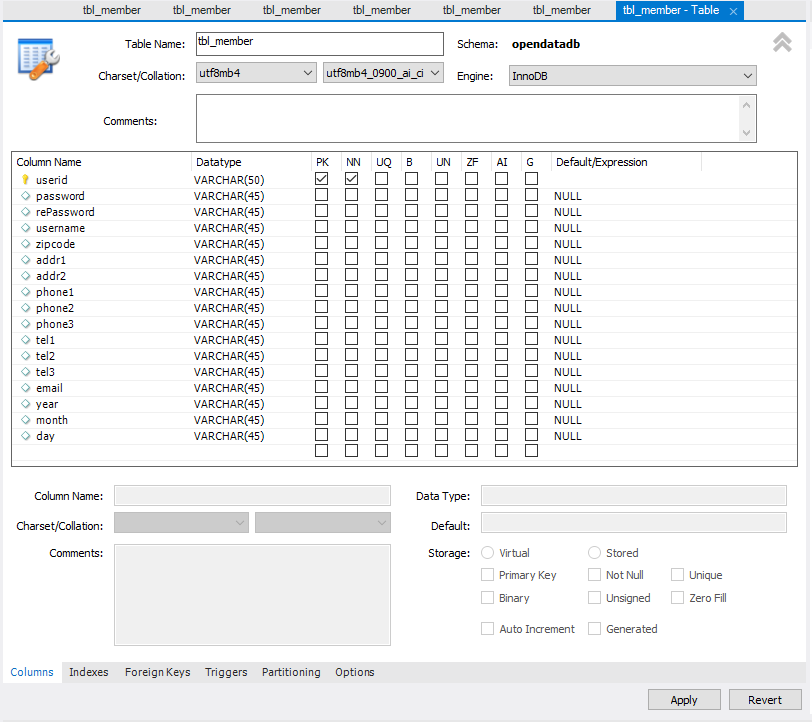 tbl_member tbl_member tbl_member tbl_member tbl_member tbl_member tbl_member - Table
Table Name: tbl_member Schema: opendatadb
Charset/Collation: utf8mb4 utf8mb4_0900_ai_ci Engine: InnoDB
Comments:
Column Name Datatype PK NN UQ B UN ZF AI G Default/Expression
userid VARCHAR(50)
password VARCHAR(45) NULL
rePassword VARCHAR(45) NULL
username VARCHAR(45) NULL
zipcode VARCHAR(45) NULL
addr1 VARCHAR(45) NULL
addr2 VARCHAR(45) NULL
phone1 VARCHAR(45) NULL
phone2 VARCHAR(45) NULL
phone3 VARCHAR(45) NULL
tel1 VARCHAR(45) NULL
tel2 VARCHAR(45) NULL
tel3 VARCHAR(45) NULL
email VARCHAR(45) NULL
year VARCHAR(45) NULL
month VARCHAR(45) NULL
day VARCHAR(45) NULL
Column Name: Data Type:
Charset/Collation: Default:
Comments: Storage: Virtual Stored
Primary Key Not Null Unique
Binary Unsigned Zero Fill
Auto Increment Generated
Columns Indexes Foreign Keys Triggers Partitioning Options
Apply Revert